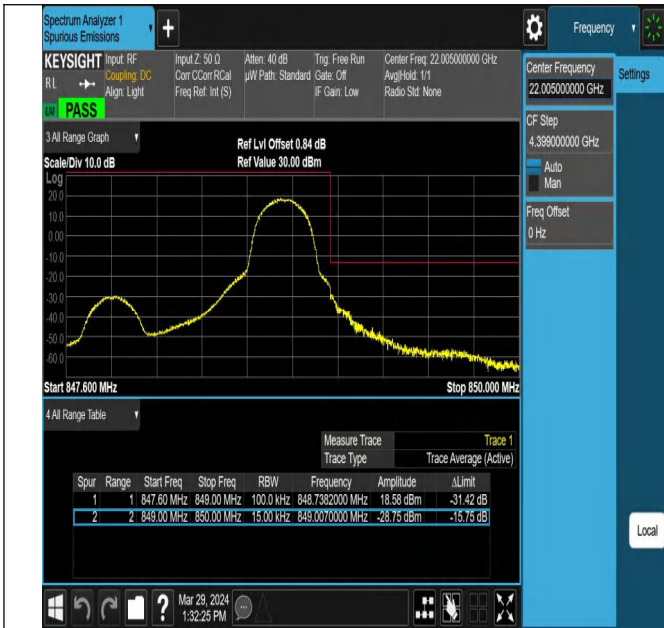 Spectrum Analyzer 1
Spurious Emissions
Frequency
KEYSIGHT Input: RF Input Z: 50 Ω Atten: 40 dB Trig: Free Run Center Freq: 22.005000000 GHz
RL Coupling: DC Corr CCorr RCal µW Path: Standard Gate: Off Avg|Hold: 1/1
Align: Light Freq Ref: Int (S) IF Gain: Low Radio Std: None
PASS
Center Frequency
22.005000000 GHz
Settings
CF Step
4.399000000 GHz
Auto
Man
Freq Offset
0 Hz
3 All Range Graph
Ref Lvl Offset 0.84 dB
Scale/Div 10.0 dB Ref Value 30.00 dBm
Log
20.0
10.0
0.00
-10.0
-20.0
-30.0
-40.0
-50.0
-60.0
Start 847.600 MHz Stop 850.000 MHz
4 All Range Table
Measure Trace Trace 1
Trace Type Trace Average (Active)
Spur Range Start Freq Stop Freq RBW Frequency Amplitude ΔLimit
1 1 847.60 MHz 849.00 MHz 100.0 kHz 848.7382000 MHz 18.58 dBm -31.42 dB
2 2 849.00 MHz 850.00 MHz 15.00 kHz 849.0070000 MHz -28.75 dBm -15.75 dB
Local
Mar 29, 2024
1:32:25 PM